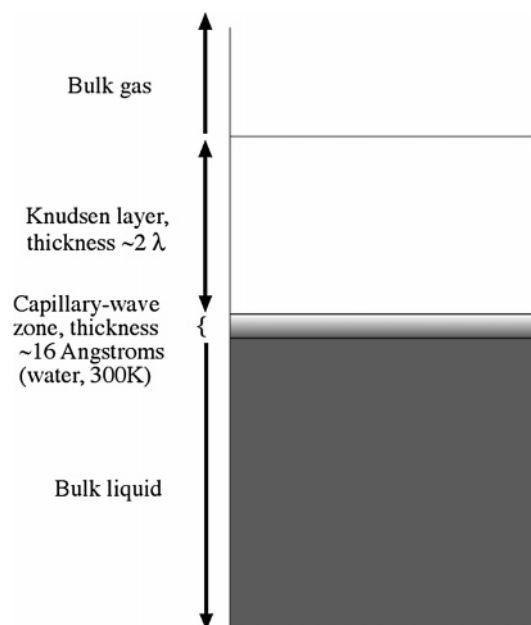 Bulk gas
Knudsen layer,
thickness ~2 λ
Capillary-wave
zone, thickness
~16 Angstroms
(water, 300K)
{
Bulk liquid